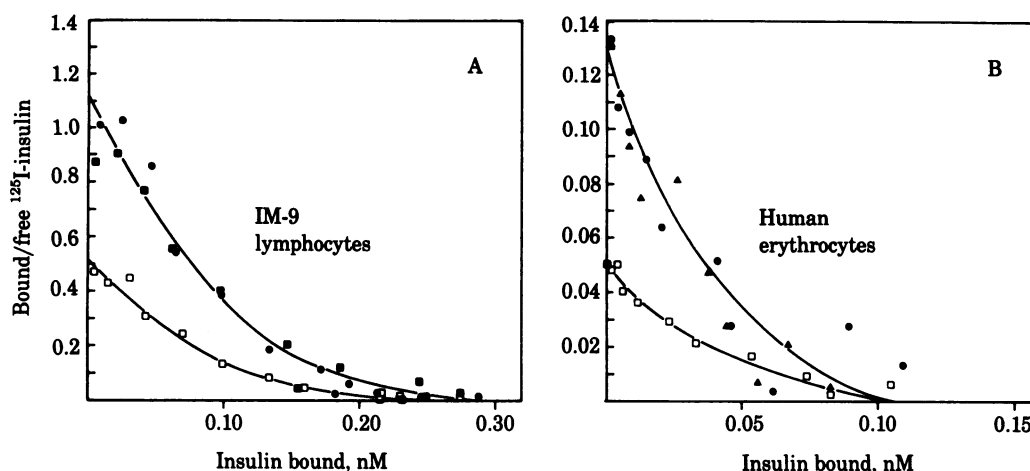 Bound/free ¹²⁵I-insulin
1.4
1.2
1.0
0.8
0.6
0.4
0.2
A
IM-9
lymphocytes
0.10
0.20
0.30
Insulin bound, nM
0.14
0.12
0.10
0.08
0.06
0.04
0.02
B
Human
erythrocytes
0.05
0.10
0.15
Insulin bound, nM